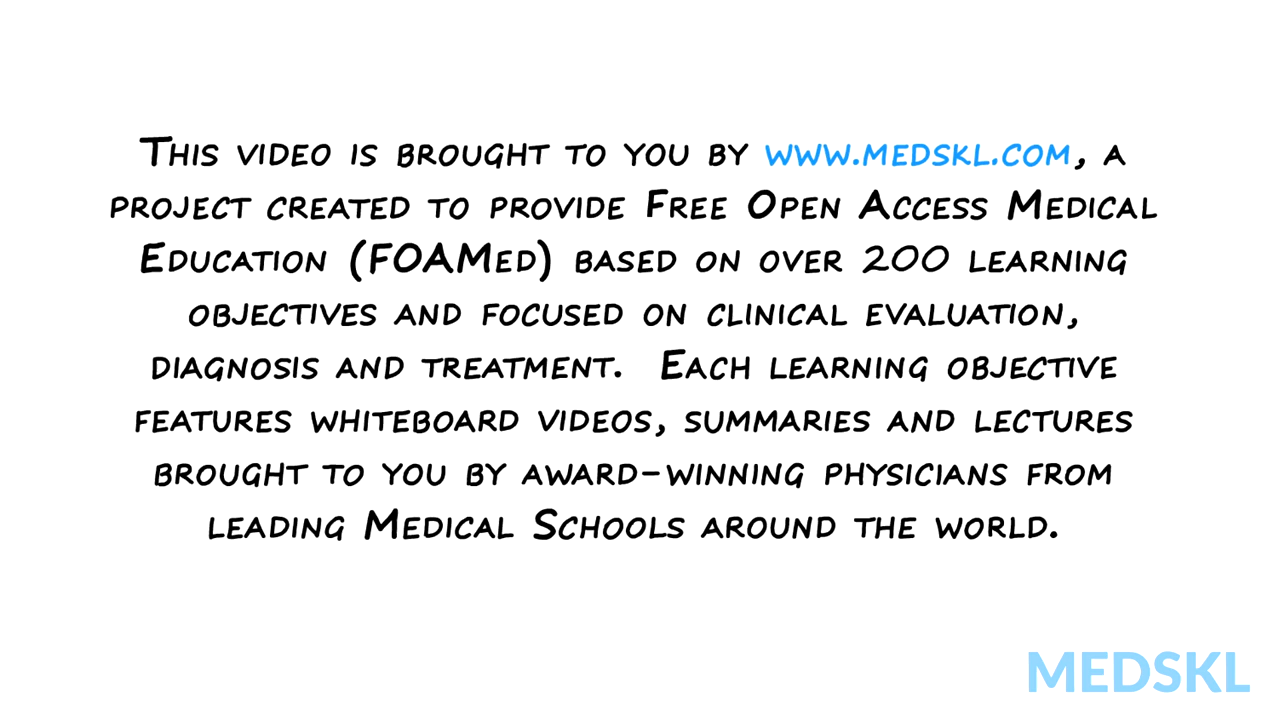 This video is brought to you by www.medskl.com, a
project created to provide Free Open Access Medical
Education (FOAMed) based on over 200 learning
objectives and focused on clinical evaluation,
diagnosis and treatment. Each learning objective
features whiteboard videos, summaries and lectures
brought to you by award-winning physicians from
leading Medical Schools around the world.
MEDSKL